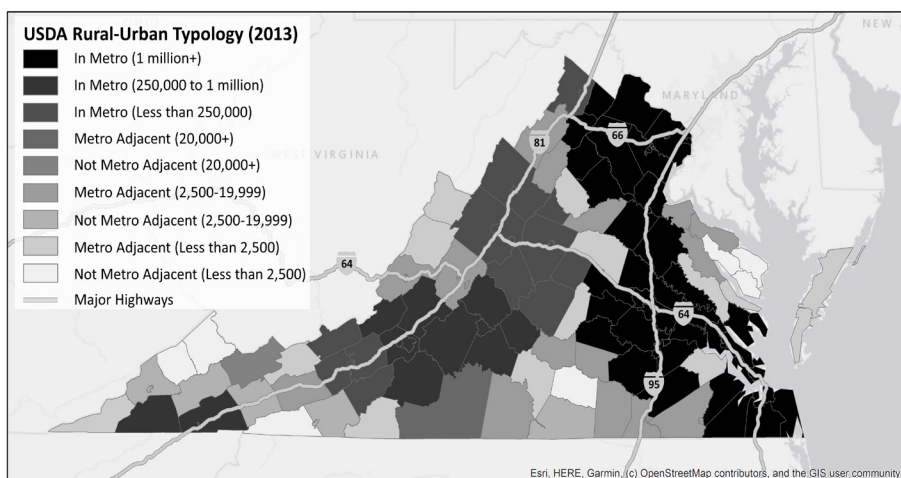 USDA Rural-Urban Typology (2013)
In Metro (1 million+)
In Metro (250,000 to 1 million)
In Metro (Less than 250,000)
Metro Adjacent (20,000+)
Not Metro Adjacent (20,000+)
Metro Adjacent (2,500-19,999)
Not Metro Adjacent (2,500-19,999)
Metro Adjacent (Less than 2,500)
Not Metro Adjacent (Less than 2,500)
Major Highways
NEW
MARYLAND
WEST VIRGINIA
81
66
64
64
95
Esri, HERE, Garmin, (c) OpenStreetMap contributors, and the GIS user community